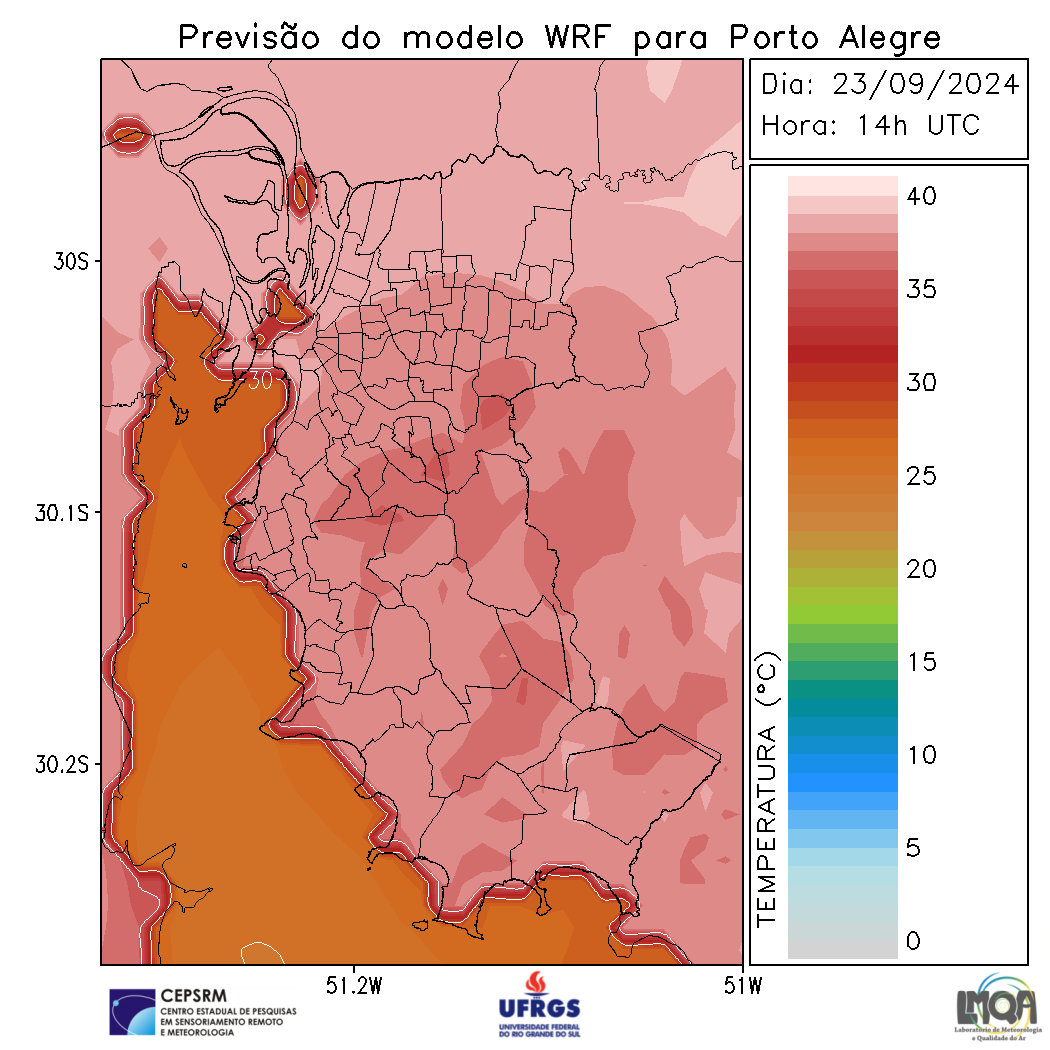 Previsão do modelo WRF para Porto Alegre
Dia: 23/09/2024
Hora: 14h UTC
30S
30.1S
30.2S
51.2W
51W
30
TEMPERATURA (°C)
40
35
30
25
20
15
10
5
0
CEPSRM
CENTRO ESTADUAL DE PESQUISAS
EM SENSORIAMENTO REMOTO
E METEOROLOGIA
UFRGS
UNIVERSIDADE FEDERAL
DO RIO GRANDE DO SUL
LMQA
Laboratório de Meteorologia
e Qualidade do Ar